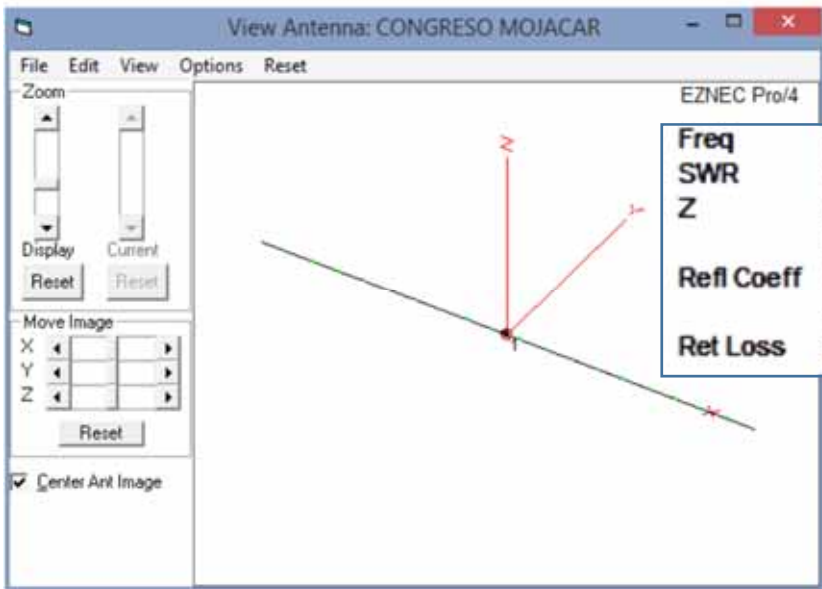 View Antenna: CONGRESO MOJACAR
File Edit View Options Reset
Zoom
Display Current
Reset Reset
Move Image
X
Y
Z
Reset
Center Ant Image
EZNEC Pro/4
Freq
SWR
Z
Refl Coeff
Ret Loss
Z
Y
1
X